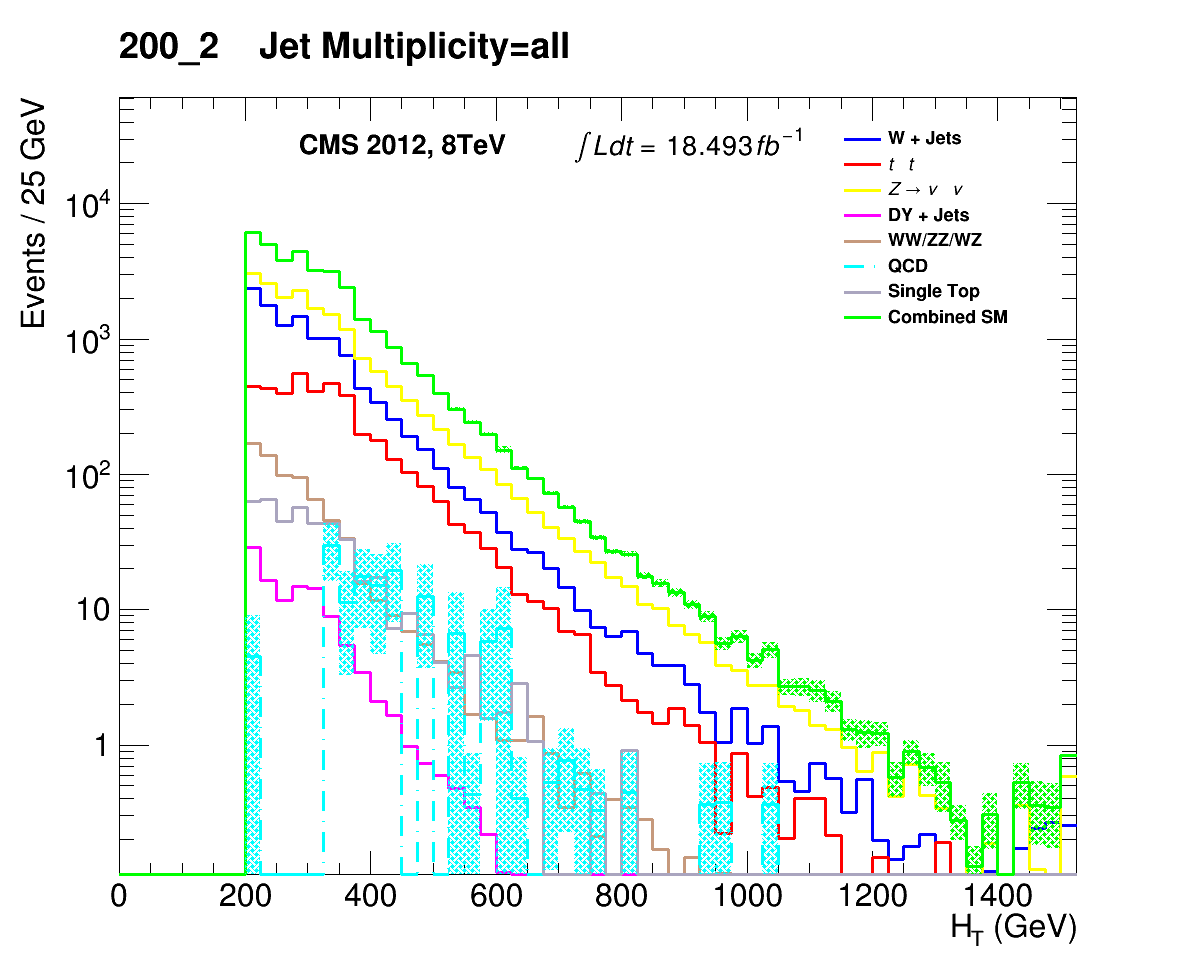 200_2 Jet Multiplicity=all
Events / 25 GeV
CMS 2012, 8TeV
∫Ldt = 18.493fb⁻¹
W + Jets
t t
Z → ν ν
DY + Jets
WW/ZZ/WZ
QCD
Single Top
Combined SM
10⁴
10³
10²
10
1
0 200 400 600 800 1000 1200 1400
H_T (GeV)